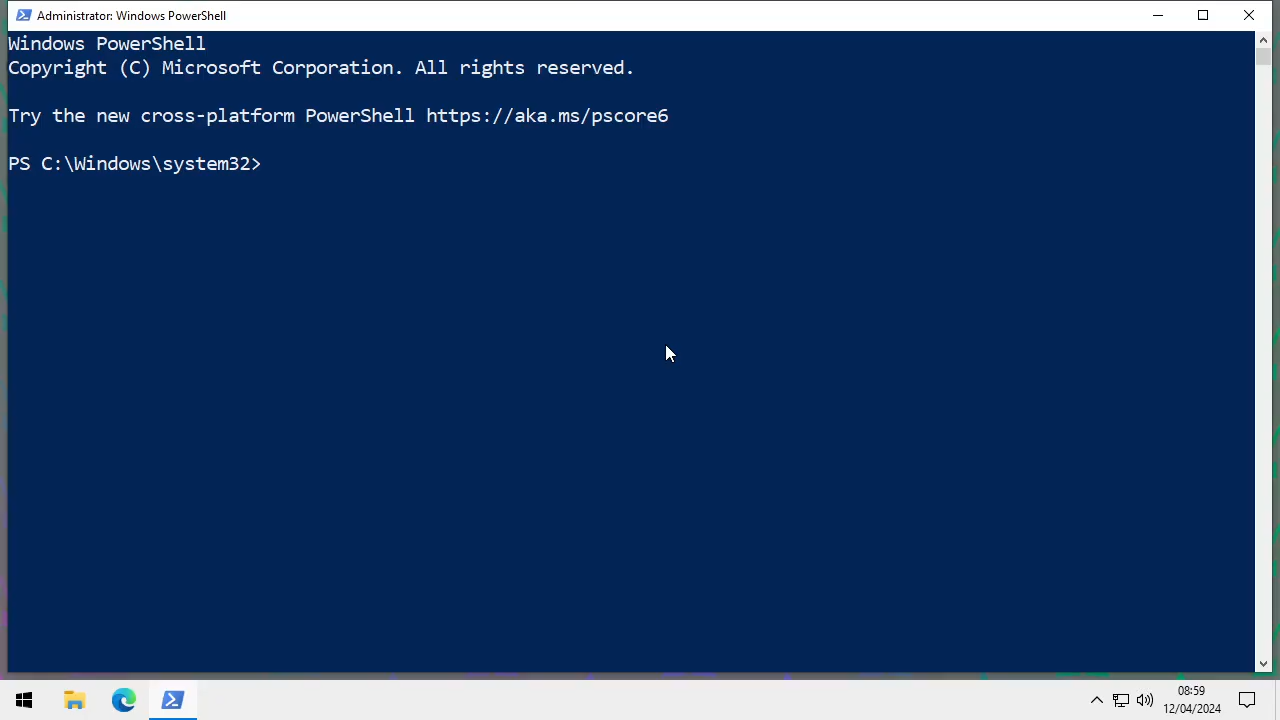 Administrator: Windows PowerShell
Windows PowerShell
Copyright (C) Microsoft Corporation. All rights reserved.
Try the new cross-platform PowerShell https://aka.ms/pscore6
PS C:\Windows\system32>
08:59
12/04/2024